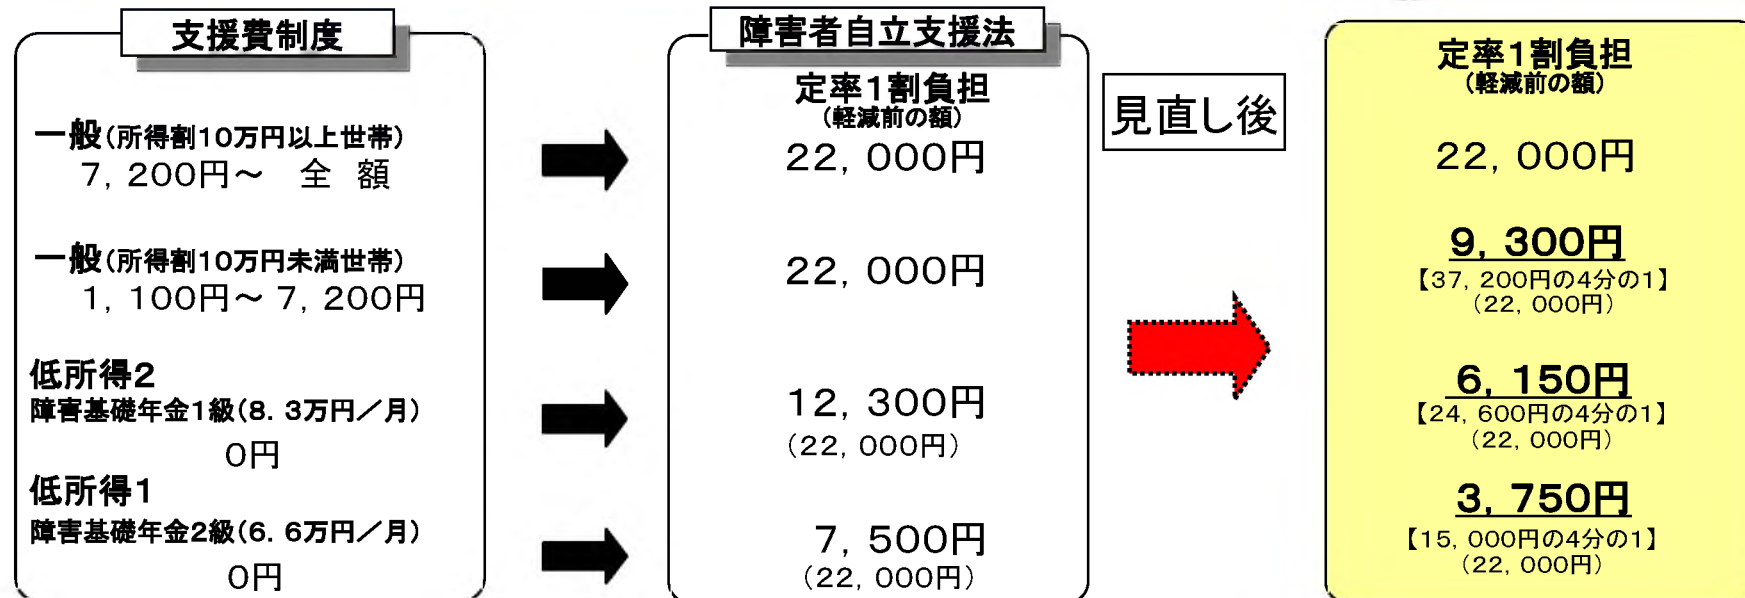 支援費制度
一般(所得割10万円以上世帯)
7,200円～ 全 額
一般(所得割10万円未満世帯)
1,100円～7,200円
低所得2
障害基礎年金1級(8.3万円／月)
0円
低所得1
障害基礎年金2級(6.6万円／月)
0円
障害者自立支援法
定率1割負担
(軽減前の額)
22,000円
22,000円
12,300円
(22,000円)
7,500円
(22,000円)
見直し後
定率1割負担
(軽減前の額)
22,000円
9,300円
【37,200円の4分の1】
(22,000円)
6,150円
【24,600円の4分の1】
(22,000円)
3,750円
【15,000円の4分の1】
(22,000円)